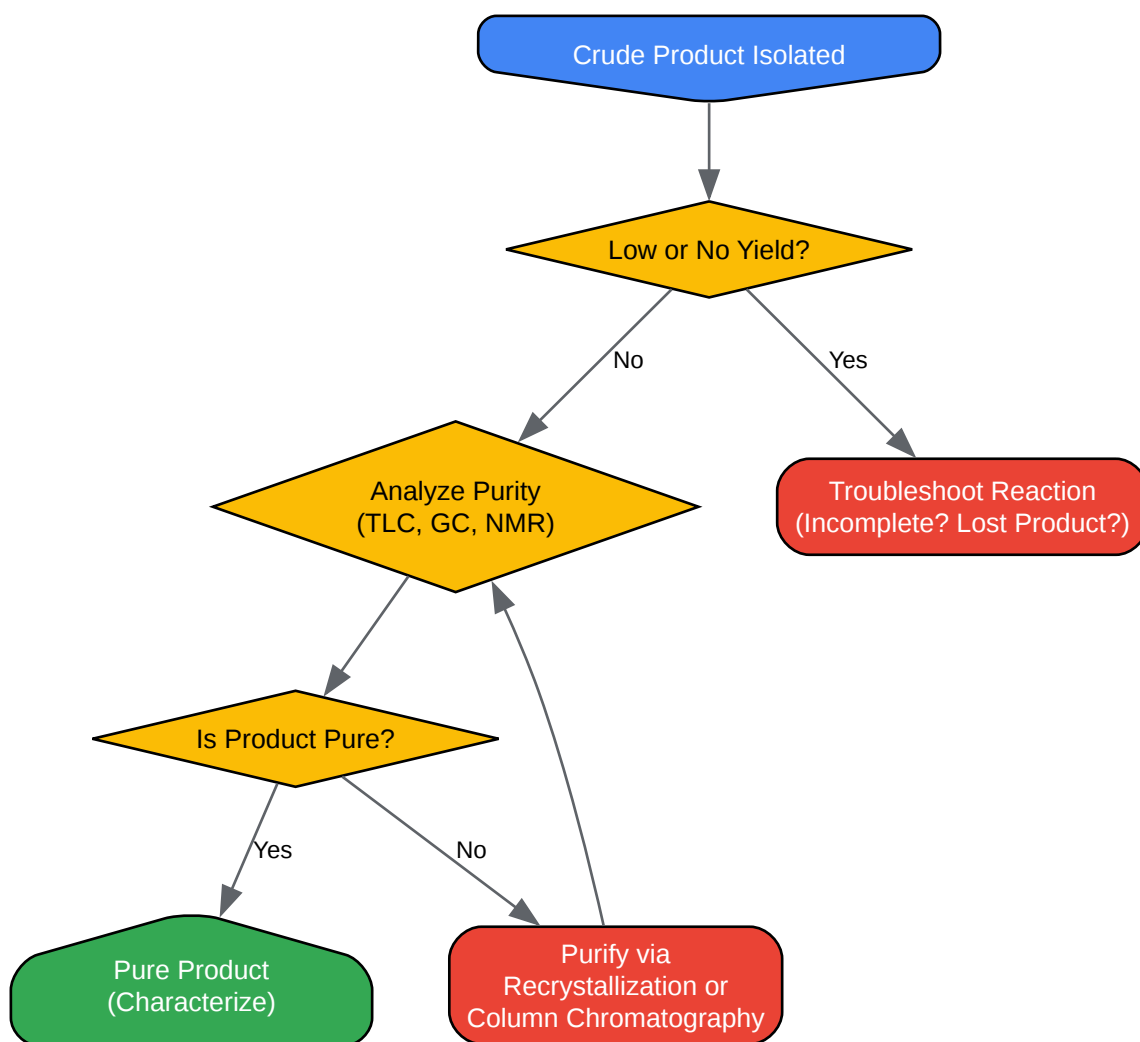 Crude Product Isolated
Low or No Yield?
No
Yes
Analyze Purity
(TLC, GC, NMR)
Troubleshoot Reaction
(Incomplete? Lost Product?)
Is Product Pure?
Yes
No
Pure Product
(Characterize)
Purify via
Recrystallization or
Column Chromatography